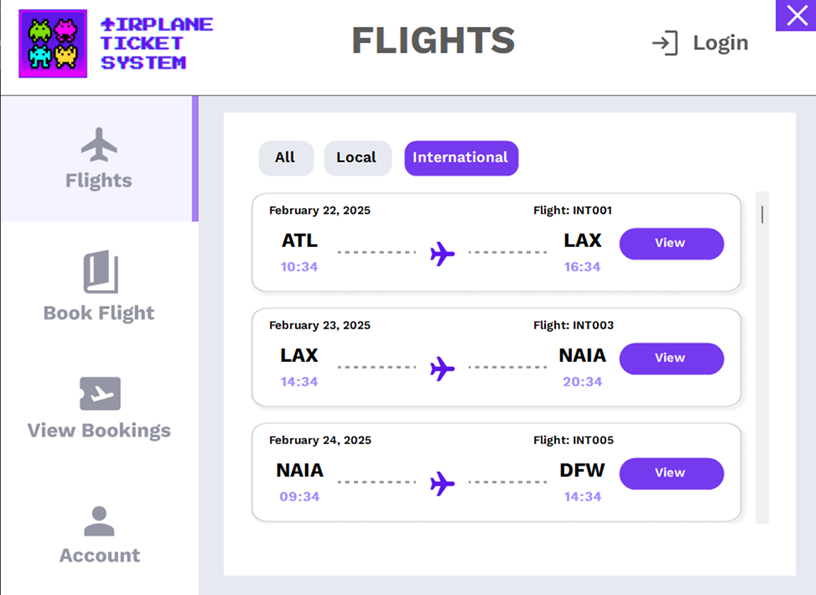 AIRPLANE
TICKET
SYSTEM
FLIGHTS
Login
Flights
Book Flight
View Bookings
Account
All Local International
February 22, 2025 Flight: INT001
ATL LAX View
10:34 16:34
February 23, 2025 Flight: INT003
LAX NAIA View
14:34 20:34
February 24, 2025 Flight: INT005
NAIA DFW View
09:34 14:34